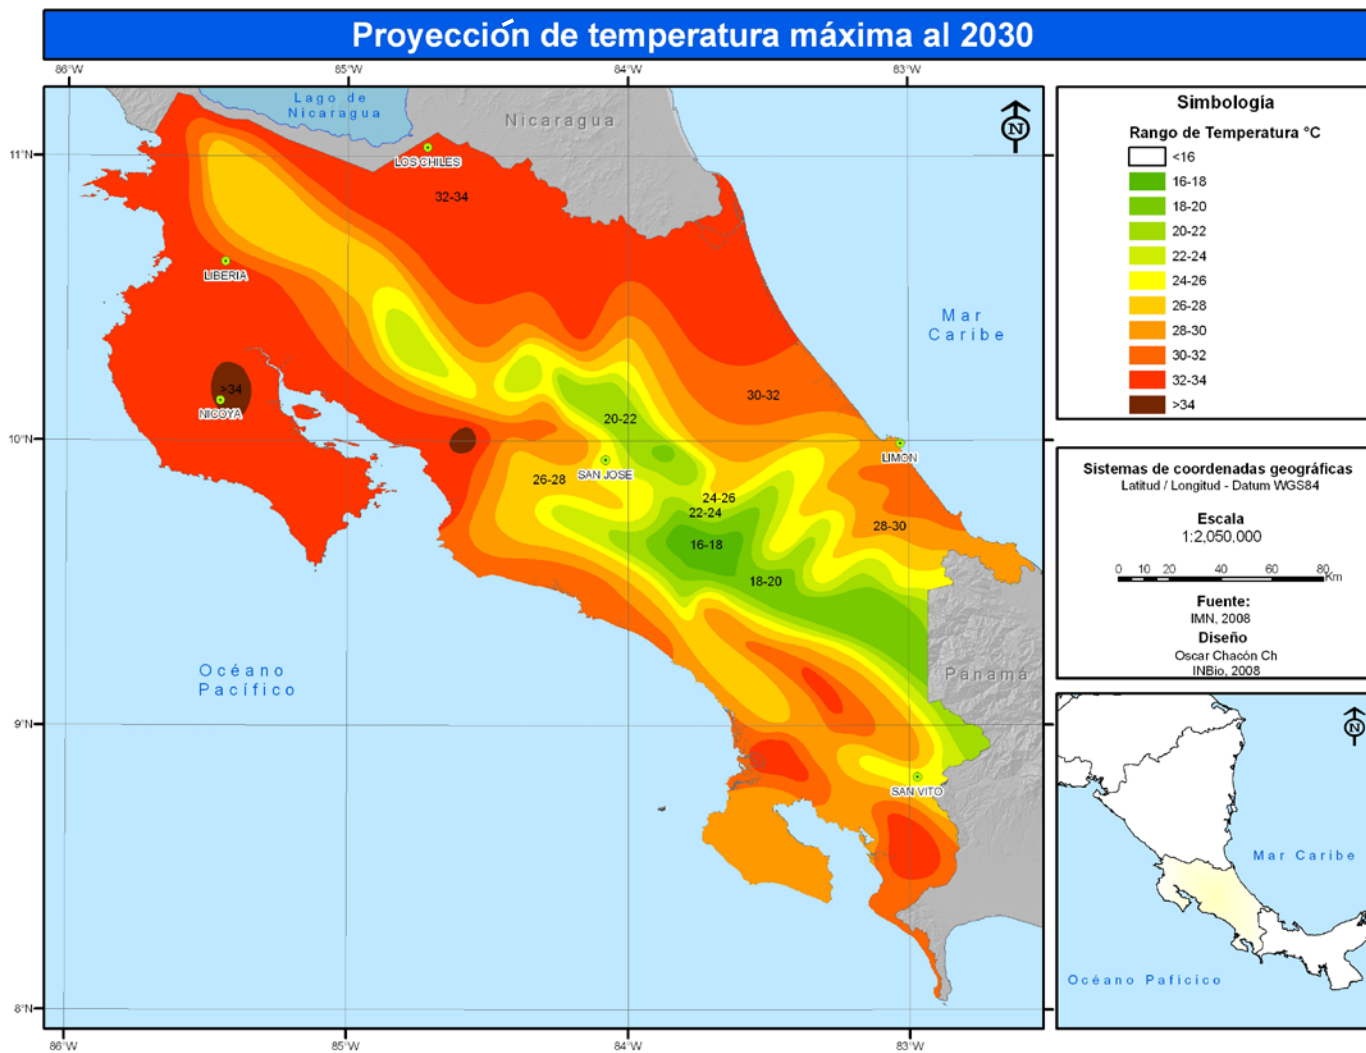 Proyección de temperatura máxima al 2030
86°W
85°W
84°W
83°W
Lago de
Nicaragua
Nicaragua
11°N
LOS CHILES
32-34
LIBERIA
Mar
Caribe
>34
NICOYA
30-32
20-22
10°N
LIMON
SAN JOSE
26-28
24-26
22-24
28-30
16-18
18-20
Océano
Pacífico
Panamá
9°N
SAN VITO
8°N
86°W
85°W
84°W
83°W
N
Simbología
Rango de Temperatura °C
<16
16-18
18-20
20-22
22-24
24-26
26-28
28-30
30-32
32-34
>34
Sistemas de coordenadas geográficas
Latitud / Longitud - Datum WGS84
Escala
1:2,050,000
0 10 20 40 60 80
Km
Fuente:
IMN, 2008
Diseño
Oscar Chacón Ch
INBio, 2008
N
Mar Caribe
Océano Paficico